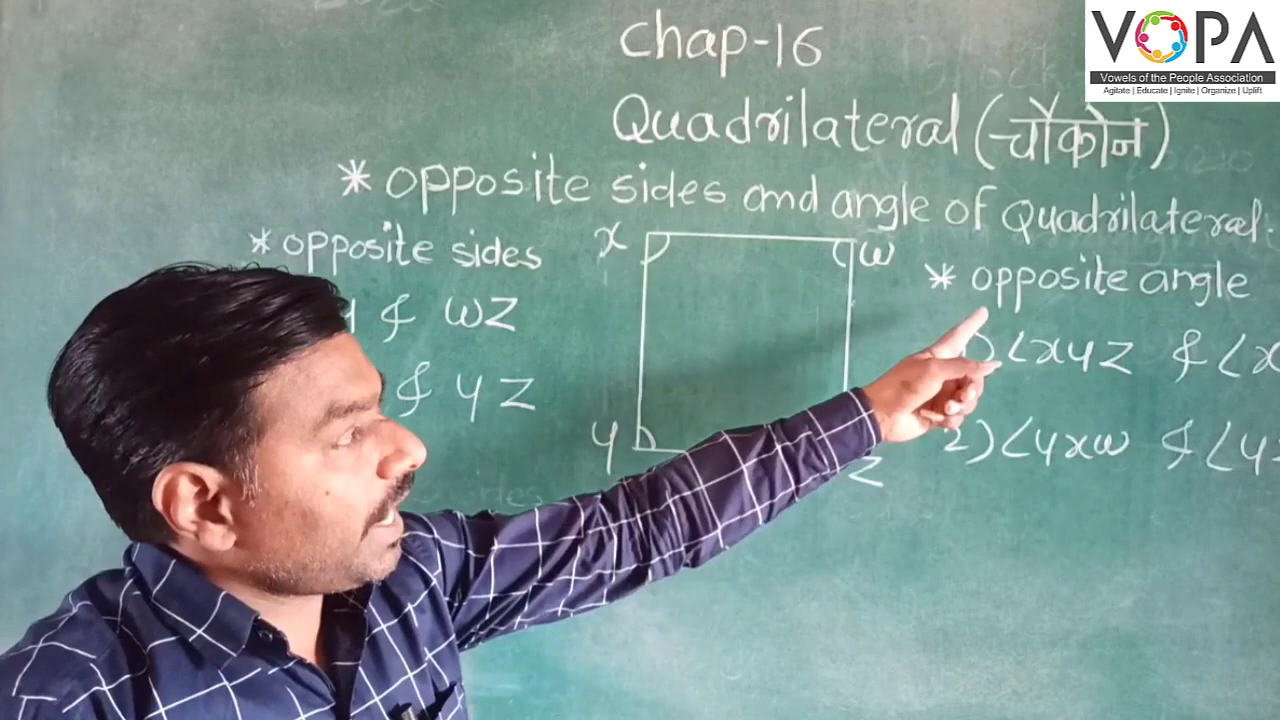 VOPA
Vowels of the People Association
Agitate | Educate | Ignite | Organize | Uplift
Chap-16
Quadrilateral (चौकोन)
* opposite sides and angle of Quadrilateral.
* opposite sides
& WZ
& YZ
X
W
Y
Z
* opposite angle
1) <XYZ & <X
2) <YXW & <Y